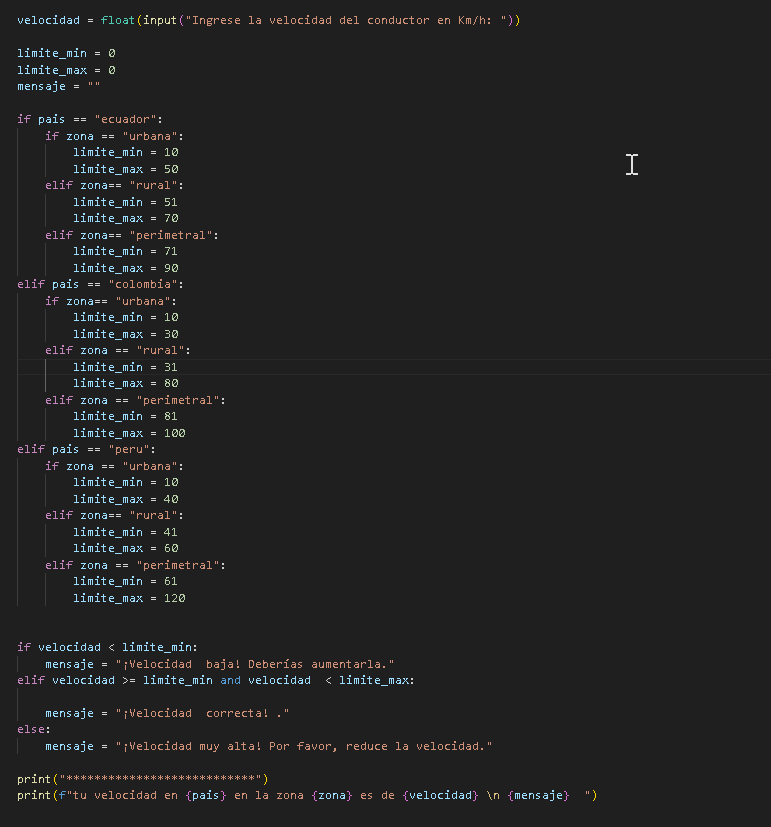 velocidad = float(input("Ingrese la velocidad del conductor en Km/h: "))
limite_min = 0
limite_max = 0
mensaje = ""
if pais == "ecuador":
    if zona == "urbana":
        limite_min = 10
        limite_max = 50
    elif zona== "rural":
        limite_min = 51
        limite_max = 70
    elif zona== "perimetral":
        limite_min = 71
        limite_max = 90
elif pais == "colombia":
    if zona== "urbana":
        limite_min = 10
        limite_max = 30
    elif zona == "rural":
        limite_min = 31
        limite_max = 80
    elif zona == "perimetral":
        limite_min = 81
        limite_max = 100
elif pais == "peru":
    if zona == "urbana":
        limite_min = 10
        limite_max = 40
    elif zona== "rural":
        limite_min = 41
        limite_max = 60
    elif zona == "perimetral":
        limite_min = 61
        limite_max = 120
if velocidad < limite_min:
    mensaje = "¡Velocidad  baja! Deberías aumentarla."
elif velocidad >= limite_min and velocidad  < limite_max:
    mensaje = "¡Velocidad  correcta! ."
else:
    mensaje = "¡Velocidad muy alta! Por favor, reduce la velocidad."
print("***************************")
print(f"tu velocidad en {pais} en la zona {zona} es de {velocidad} \n {mensaje}  ")